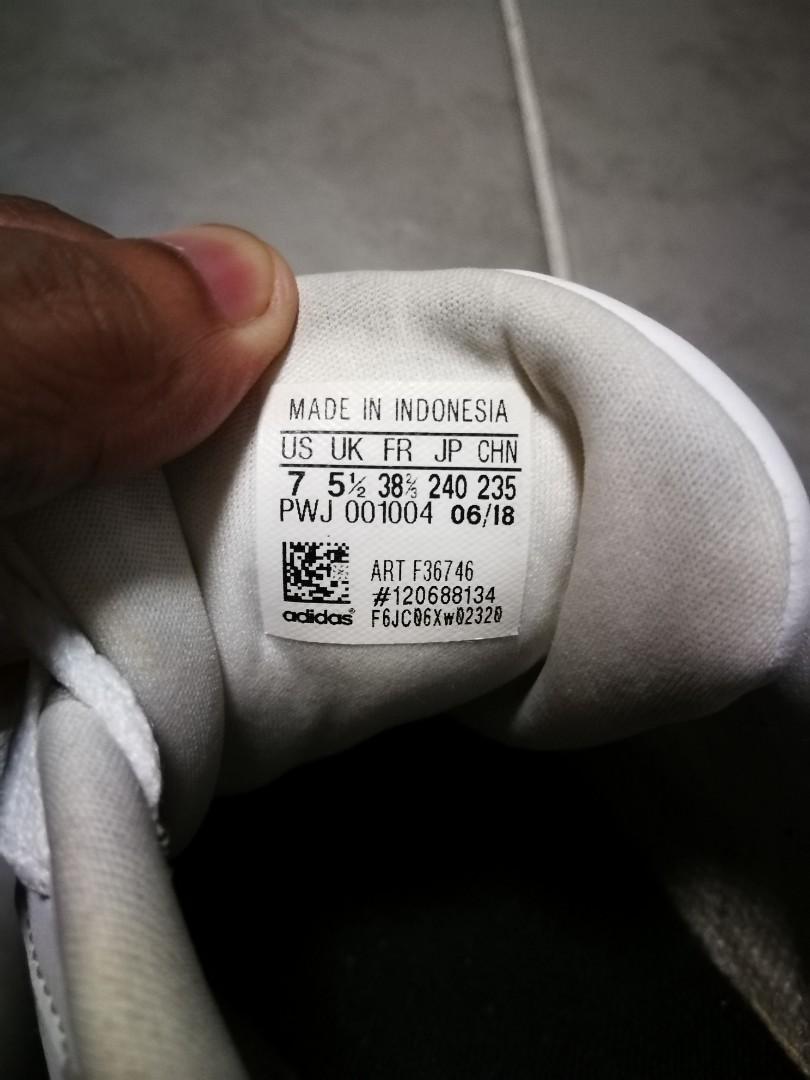 MADE IN INDONESIA
US UK FR JP CHN
7 5½ 38⅔ 240 235
PWJ 001004 06/18
ART F36746
#120688134
adidas® F6JC06Xw02320